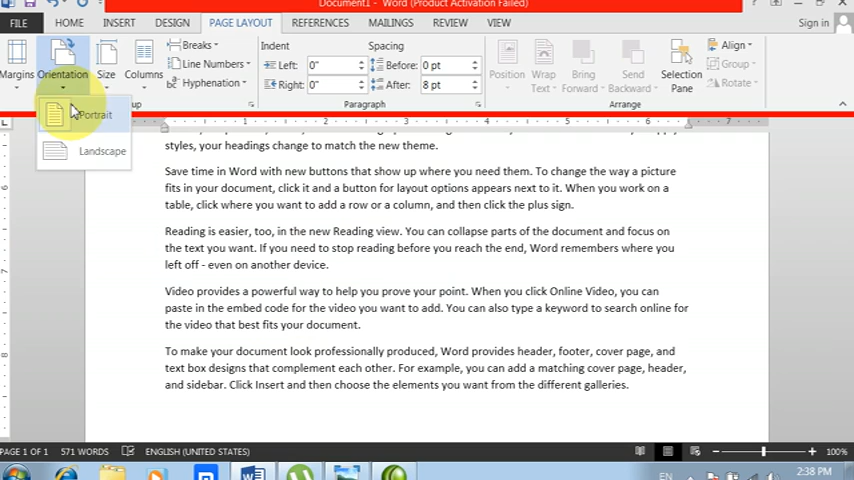 Document1 - Word (Product Activation Failed)
FILE HOME INSERT DESIGN PAGE LAYOUT REFERENCES MAILINGS REVIEW VIEW Sign in
Margins Orientation Size Columns
Breaks
Line Numbers
Hyphenation
Indent Spacing
Left: 0" Before: 0 pt
Right: 0" After: 8 pt
Position Wrap Text Bring Forward Send Backward Selection Pane
Align
Group
Rotate
Paragraph Arrange
Portrait
Landscape
styles, your headings change to match the new theme.
Save time in Word with new buttons that show up where you need them. To change the way a picture
fits in your document, click it and a button for layout options appears next to it. When you work on a
table, click where you want to add a row or a column, and then click the plus sign.
Reading is easier, too, in the new Reading view. You can collapse parts of the document and focus on
the text you want. If you need to stop reading before you reach the end, Word remembers where you
left off - even on another device.
Video provides a powerful way to help you prove your point. When you click Online Video, you can
paste in the embed code for the video you want to add. You can also type a keyword to search online for
the video that best fits your document.
To make your document look professionally produced, Word provides header, footer, cover page, and
text box designs that complement each other. For example, you can add a matching cover page, header,
and sidebar. Click Insert and then choose the elements you want from the different galleries.
PAGE 1 OF 1 571 WORDS ENGLISH (UNITED STATES) 100%
EN 2:38 PM